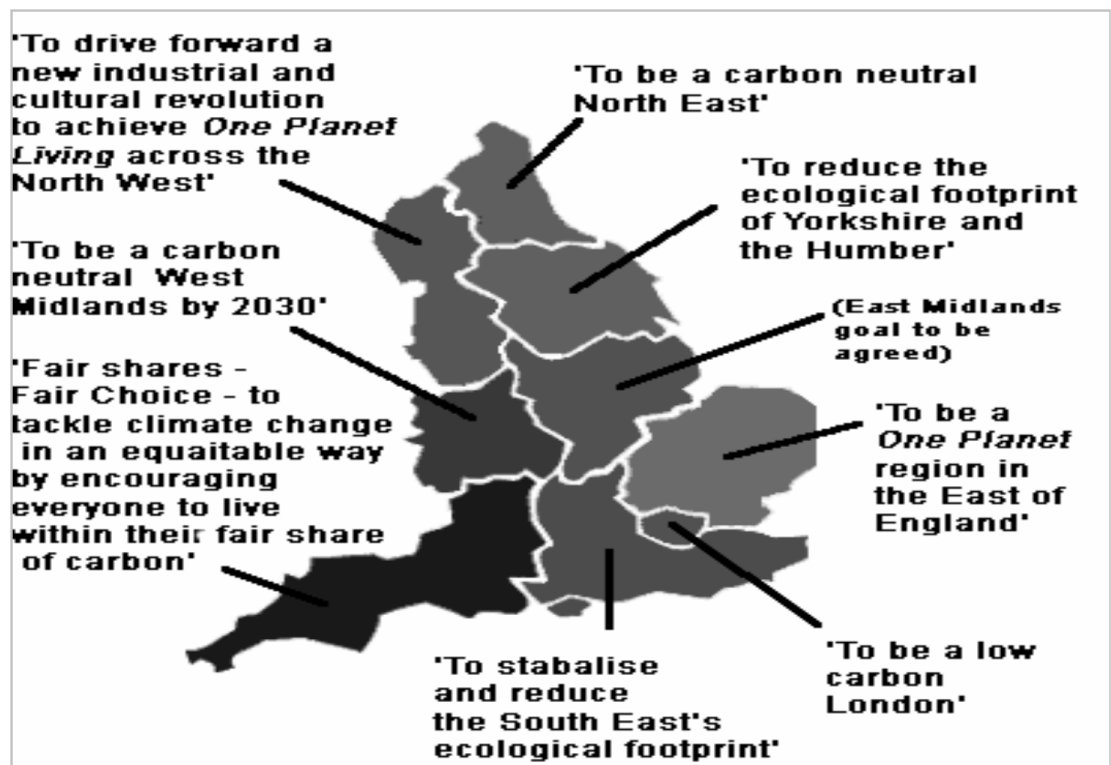 'To drive forward a
new industrial and
cultural revolution
to achieve One Planet
Living across the
North West'
'To be a carbon neutral
North East'
'To reduce the
ecological footprint
of Yorkshire and
the Humber'
'To be a carbon
neutral West
Midlands by 2030'
(East Midlands
goal to be
agreed)
'Fair shares -
Fair Choice - to
tackle climate change
in an equaitable way
by encouraging
everyone to live
within their fair share
of carbon'
'To be a
One Planet
region in
the East of
England'
'To stabalise
and reduce
the South East's
ecological footprint'
'To be a low
carbon
London'